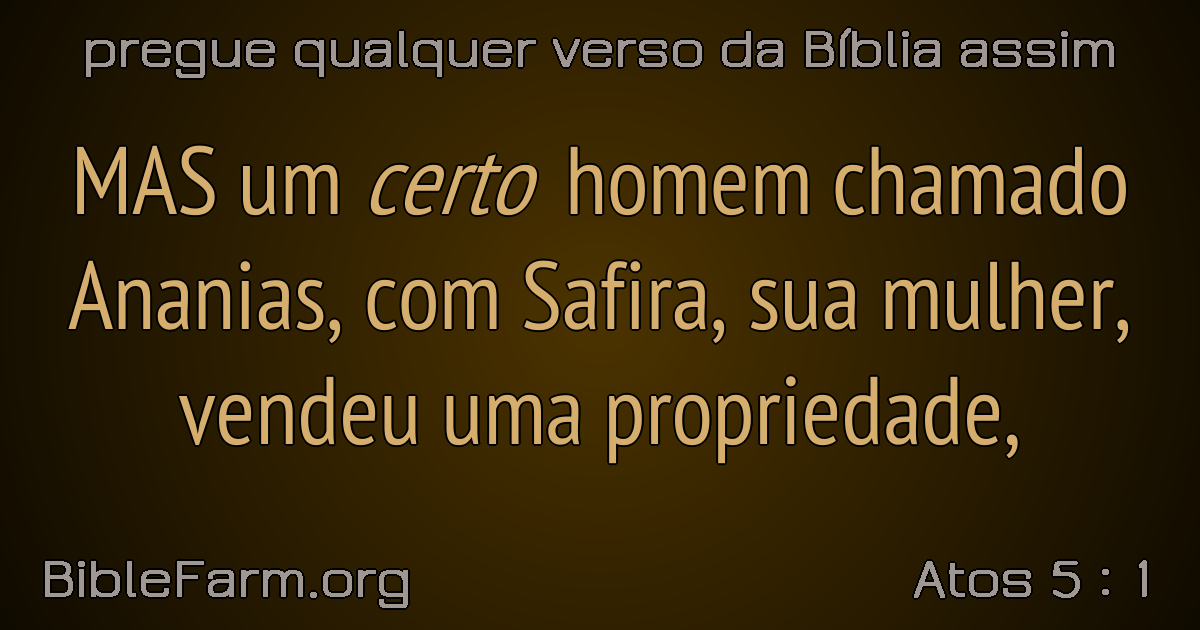 pregue qualquer verso da Bíblia assim
MAS um certo homem chamado
Ananias, com Safira, sua mulher,
vendeu uma propriedade,
BibleFarm.org
Atos 5 : 1